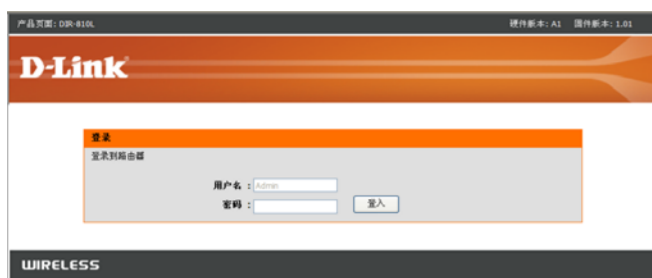 产品页面: DIR-810L 硬件版本: A1 固件版本: 1.01
D-Link
登录
登录到路由器
用户名 : Admin
密码 : 登入
WIRELESS